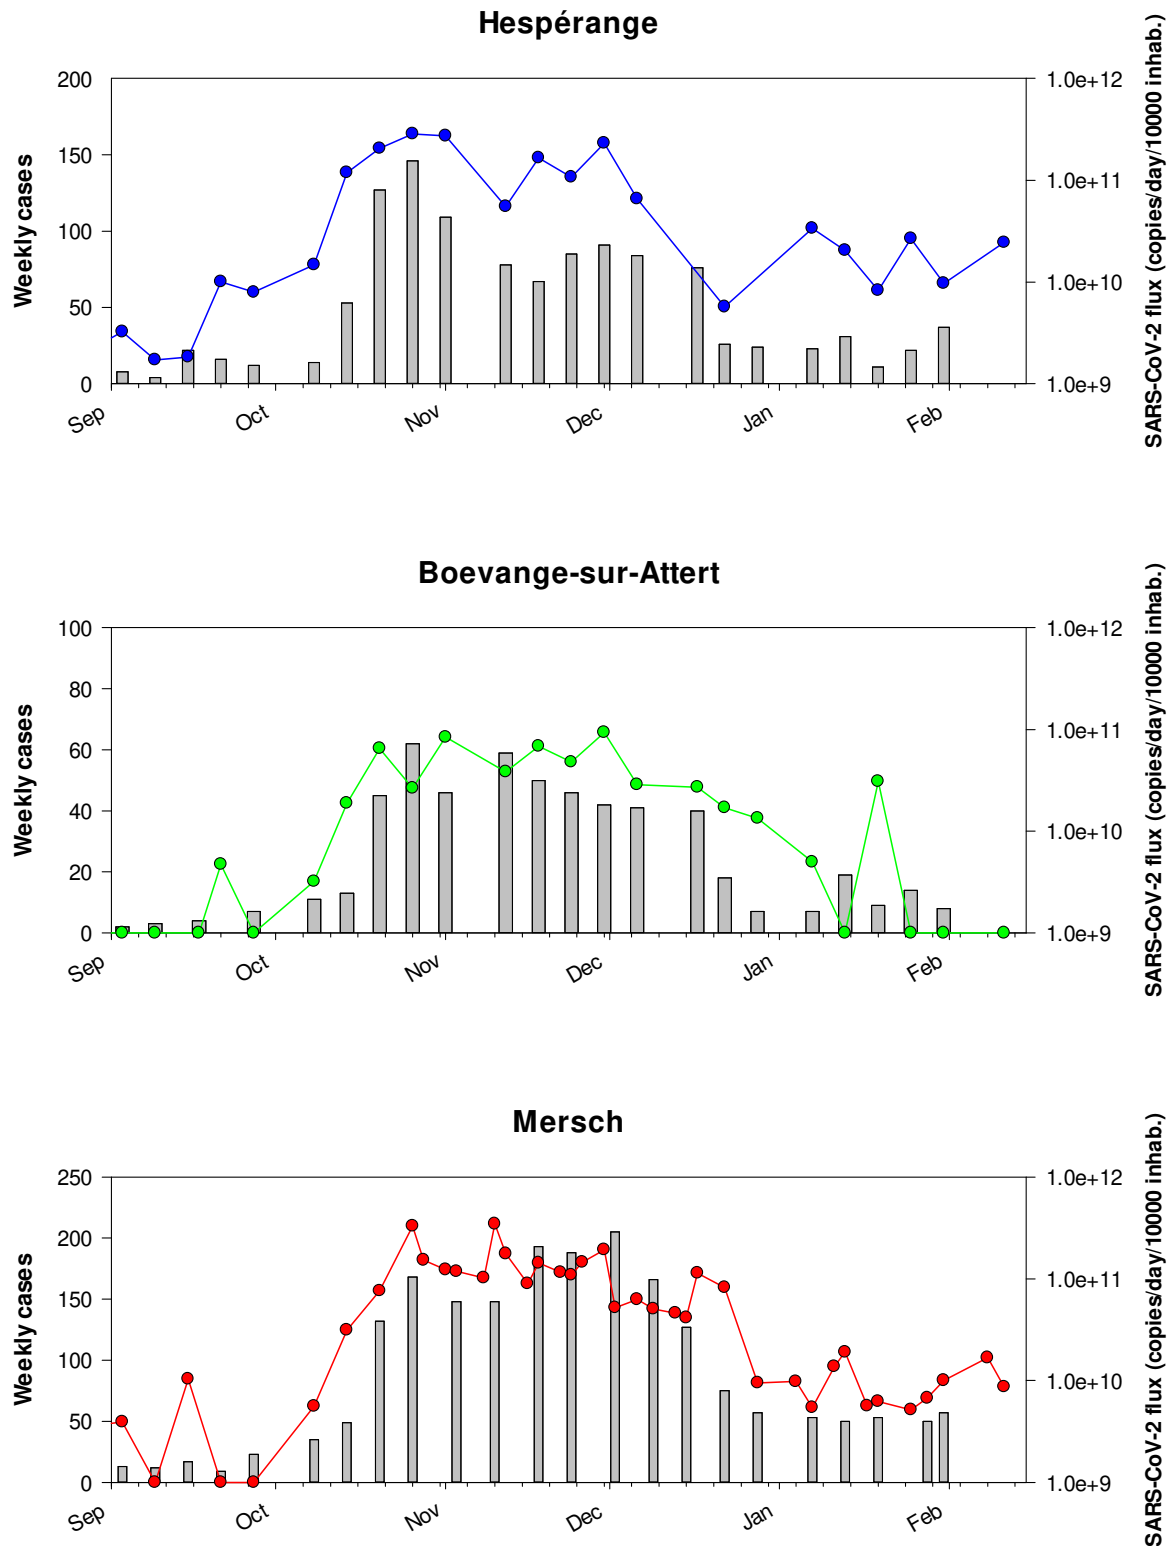 Hespérange
Weekly cases
200
150
100
50
0
1.0e+12
1.0e+11
1.0e+10
1.0e+9
SARS-CoV-2 flux (copies/day/10000 inhab.)
Sep
Oct
Nov
Dec
Jan
Feb
Boevange-sur-Attert
Weekly cases
100
80
60
40
20
0
1.0e+12
1.0e+11
1.0e+10
1.0e+9
SARS-CoV-2 flux (copies/day/10000 inhab.)
Sep
Oct
Nov
Dec
Jan
Feb
Mersch
Weekly cases
250
200
150
100
50
0
1.0e+12
1.0e+11
1.0e+10
1.0e+9
SARS-CoV-2 flux (copies/day/10000 inhab.)
Sep
Oct
Nov
Dec
Jan
Feb